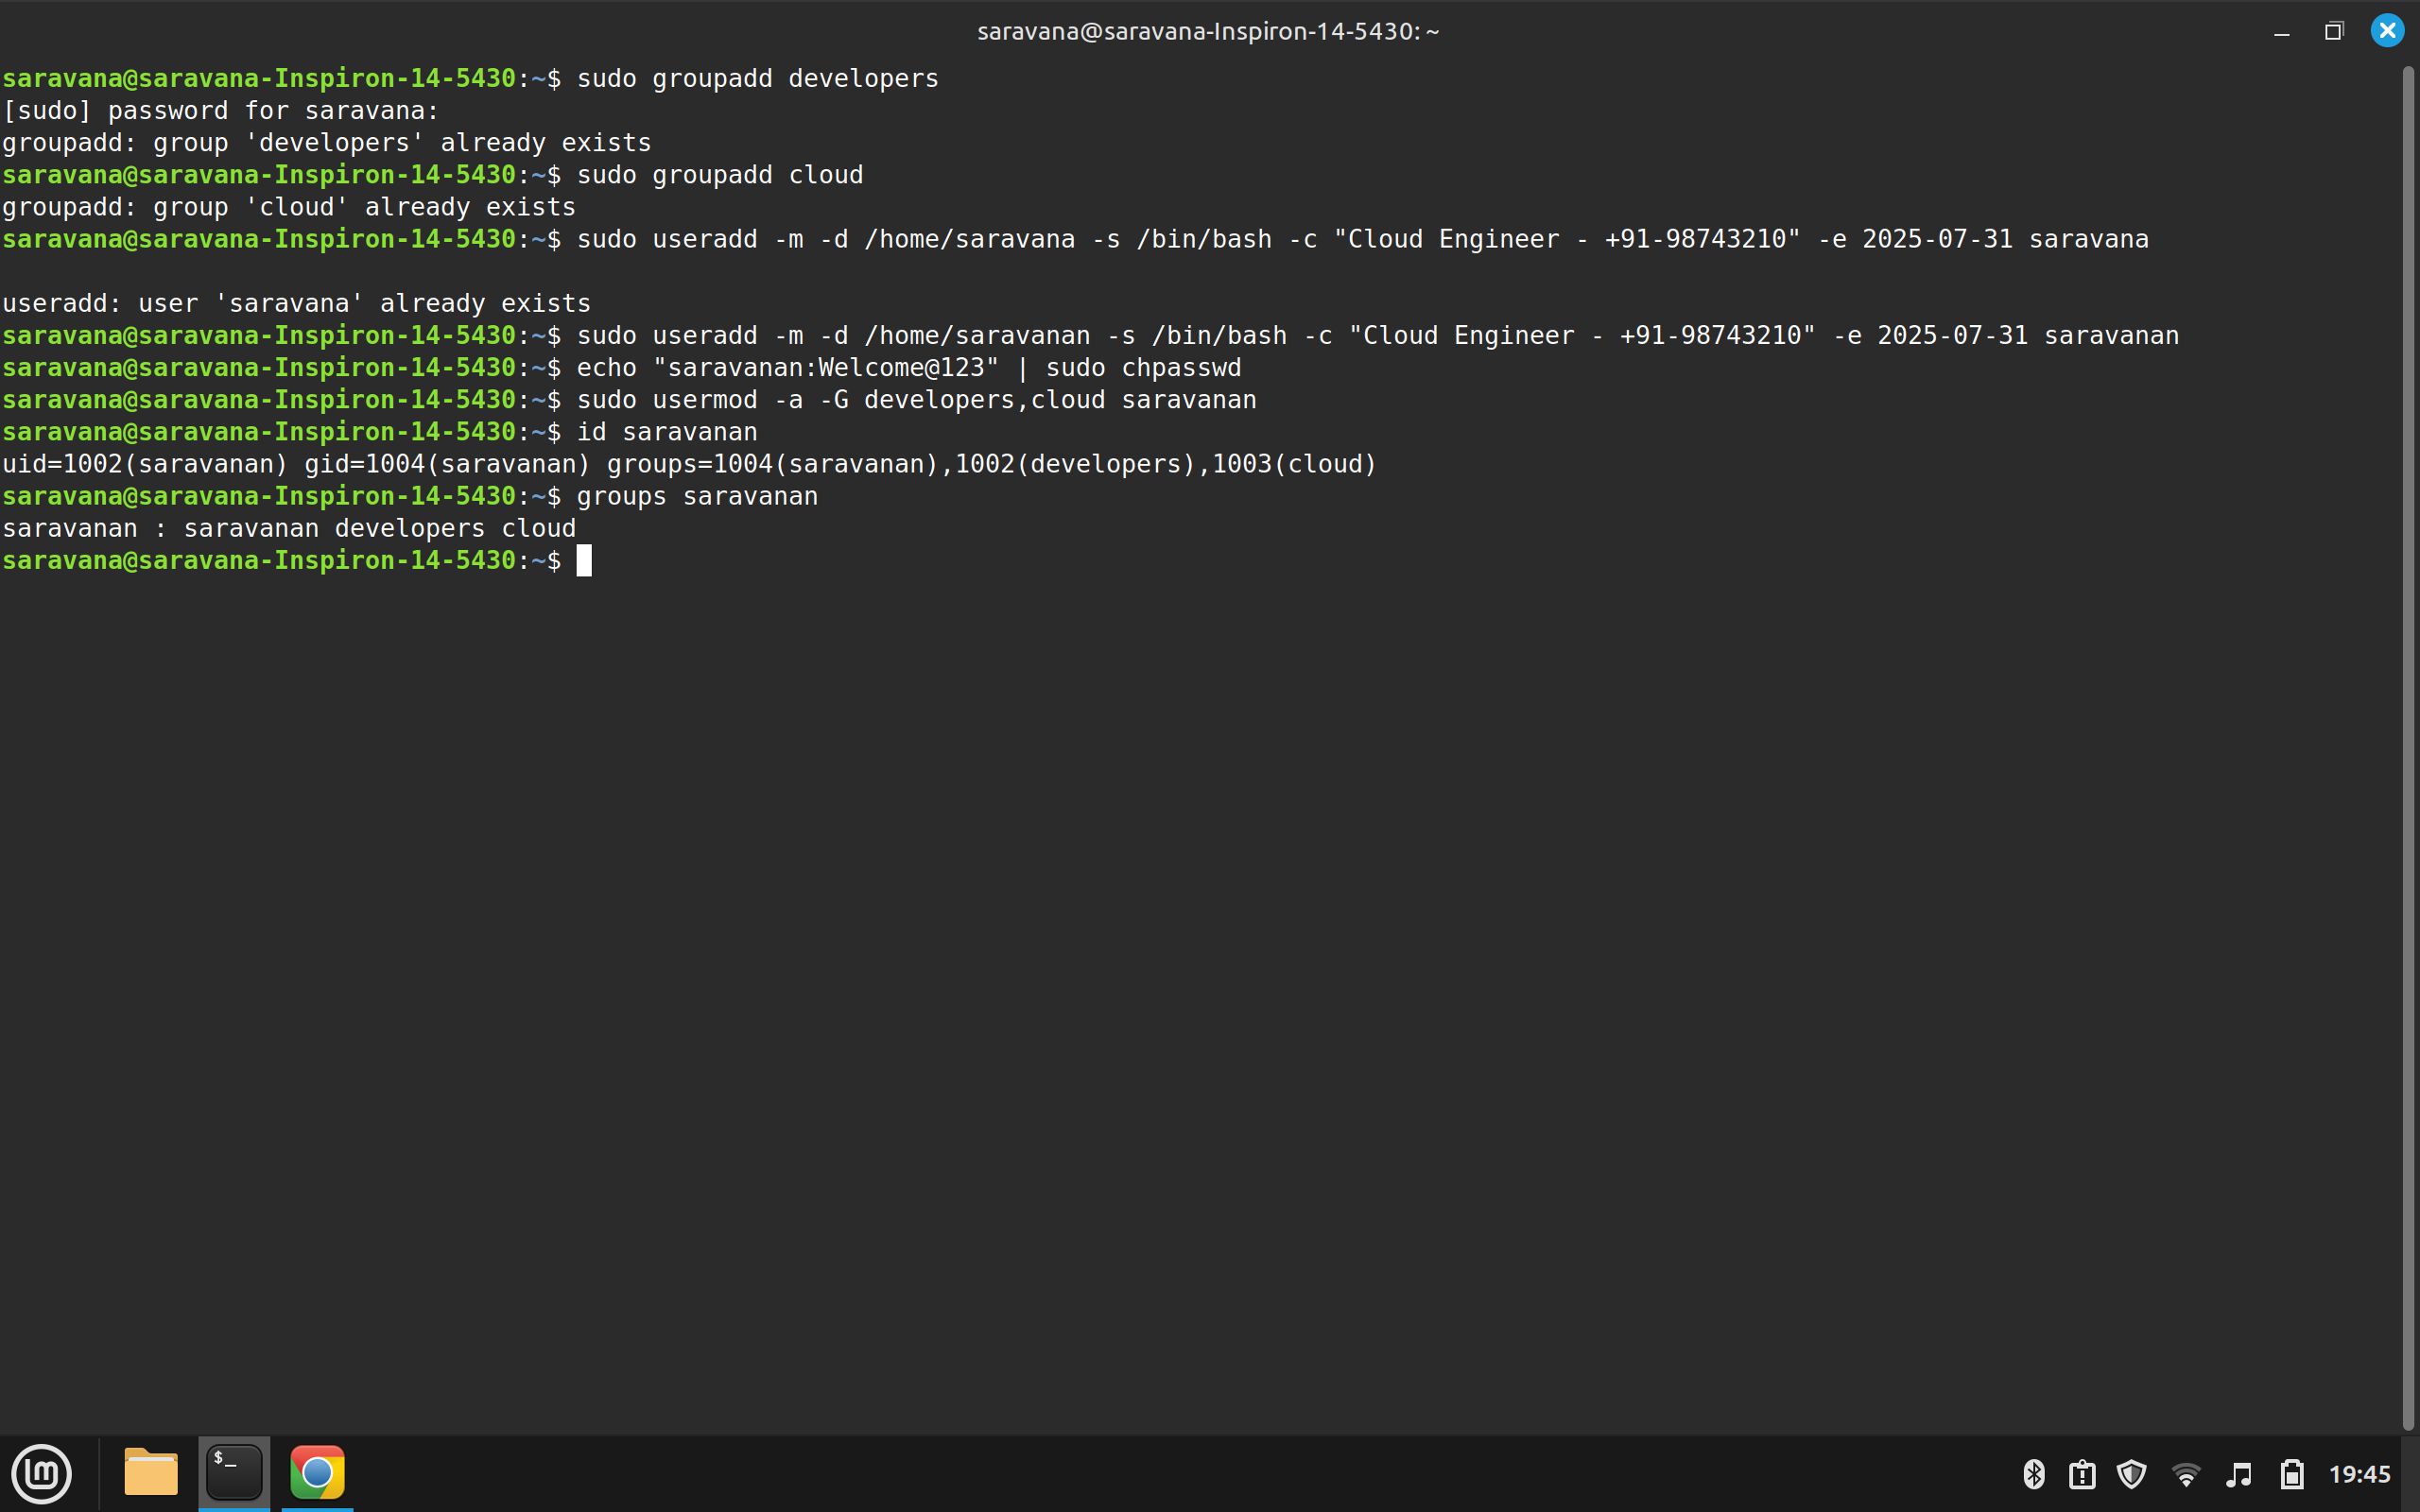 saravana@saravana-Inspiron-14-5430: ~
saravana@saravana-Inspiron-14-5430:~$ sudo groupadd developers
[sudo] password for saravana:
groupadd: group 'developers' already exists
saravana@saravana-Inspiron-14-5430:~$ sudo groupadd cloud
groupadd: group 'cloud' already exists
saravana@saravana-Inspiron-14-5430:~$ sudo useradd -m -d /home/saravana -s /bin/bash -c "Cloud Engineer - +91-98743210" -e 2025-07-31 saravana
useradd: user 'saravana' already exists
saravana@saravana-Inspiron-14-5430:~$ sudo useradd -m -d /home/saravanan -s /bin/bash -c "Cloud Engineer - +91-98743210" -e 2025-07-31 saravanan
saravana@saravana-Inspiron-14-5430:~$ echo "saravanan:Welcome@123" | sudo chpasswd
saravana@saravana-Inspiron-14-5430:~$ sudo usermod -a -G developers,cloud saravanan
saravana@saravana-Inspiron-14-5430:~$ id saravanan
uid=1002(saravanan) gid=1004(saravanan) groups=1004(saravanan),1002(developers),1003(cloud)
saravana@saravana-Inspiron-14-5430:~$ groups saravanan
saravanan : saravanan developers cloud
saravana@saravana-Inspiron-14-5430:~$
$_
19:45